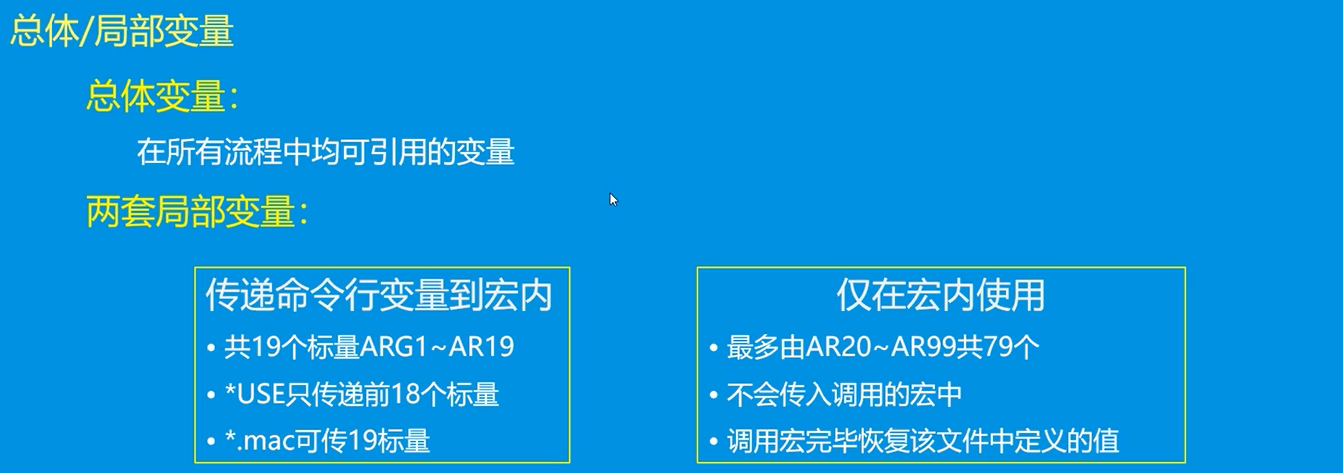 总体/局部变量
总体变量：
在所有流程中均可引用的变量
两套局部变量：
传递命令行变量到宏内
• 共19个标量ARG1~AR19
• *USE只传递前18个标量
• *.mac可传19标量
仅在宏内使用
• 最多由AR20~AR99共79个
• 不会传入调用的宏中
• 调用宏完毕恢复该文件中定义的值